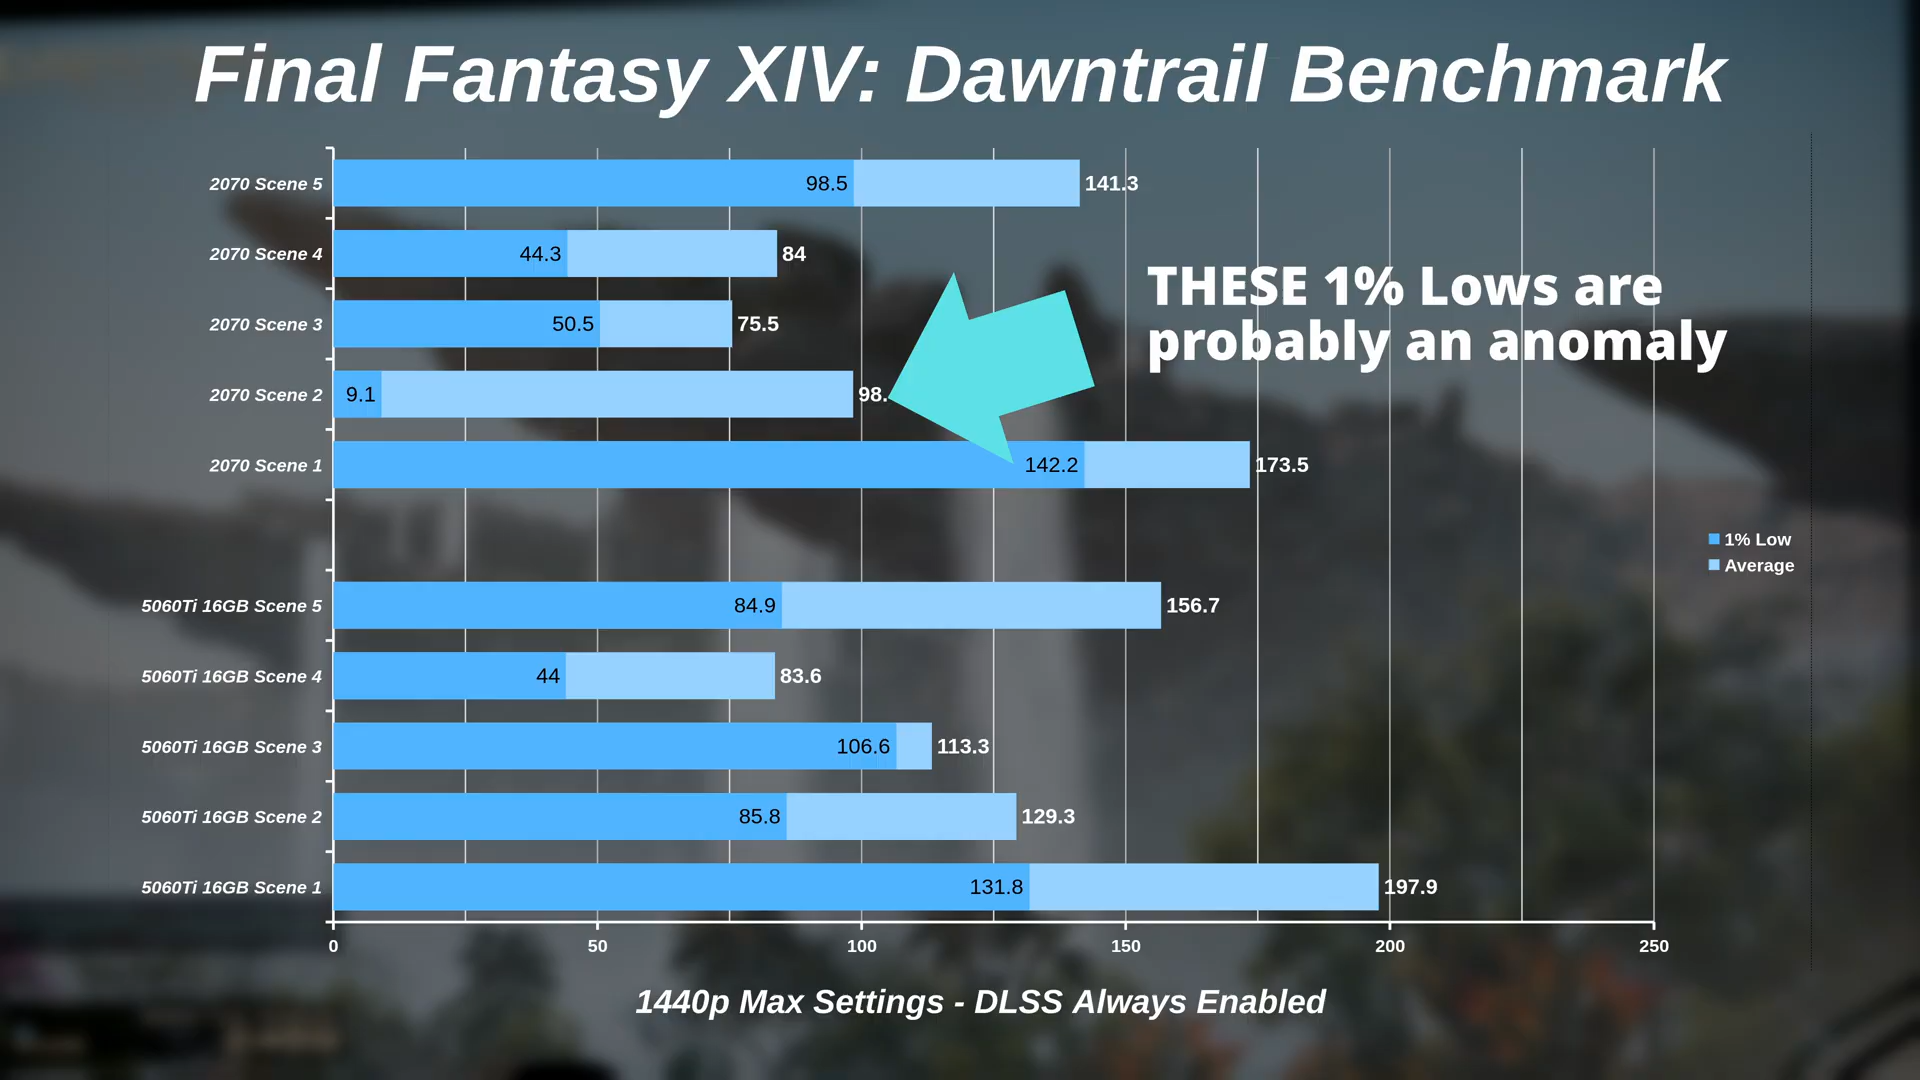 Final Fantasy XIV: Dawntrail Benchmark
2070 Scene 5
98.5
141.3
2070 Scene 4
44.3
84
THESE 1% Lows are
probably an anomaly
2070 Scene 3
50.5
75.5
2070 Scene 2
9.1
98.
2070 Scene 1
142.2
173.5
1% Low
Average
5060Ti 16GB Scene 5
84.9
156.7
5060Ti 16GB Scene 4
44
83.6
5060Ti 16GB Scene 3
106.6
113.3
5060Ti 16GB Scene 2
85.8
129.3
5060Ti 16GB Scene 1
131.8
197.9
0 50 100 150 200 250
1440p Max Settings - DLSS Always Enabled